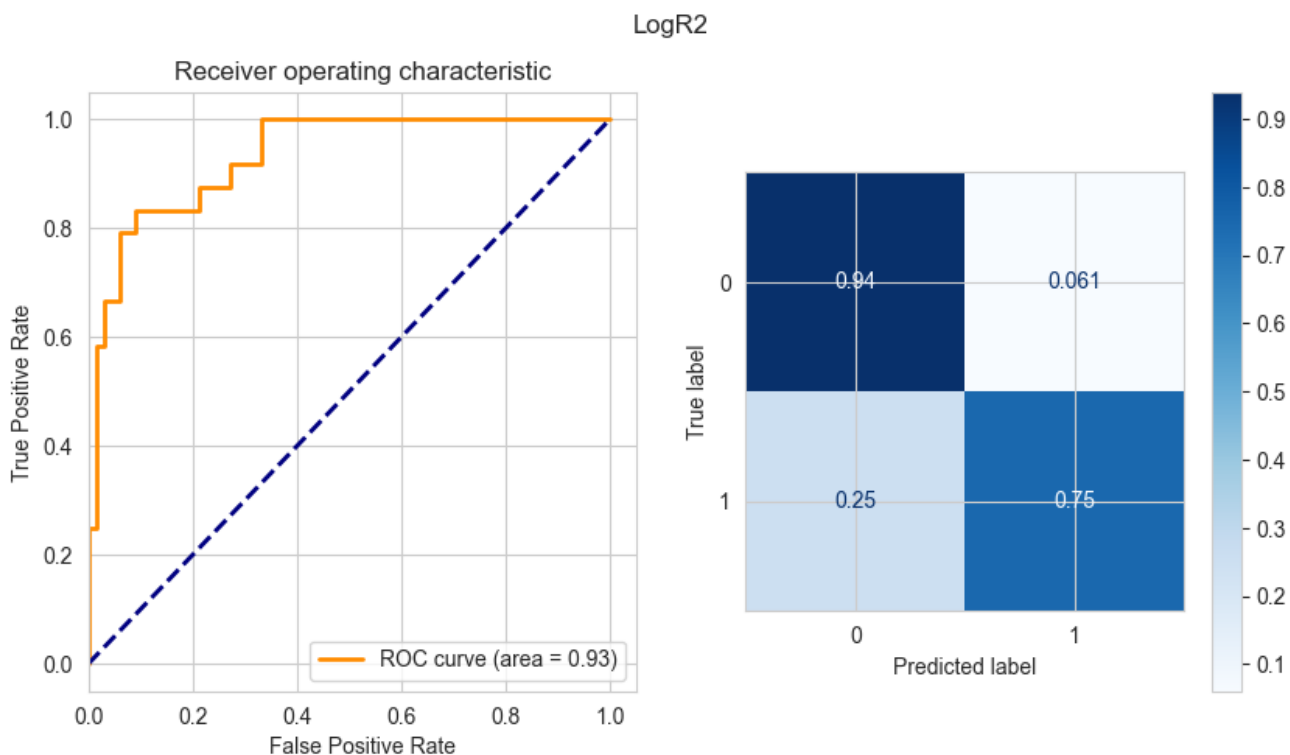 LogR2
Receiver operating characteristic
True Positive Rate
1.0
0.8
0.6
0.4
0.2
0.0
ROC curve (area = 0.93)
0.0 0.2 0.4 0.6 0.8 1.0
False Positive Rate
True label
0
1
0.94 0.061
0.25 0.75
0 1
Predicted label
0.9
0.8
0.7
0.6
0.5
0.4
0.3
0.2
0.1